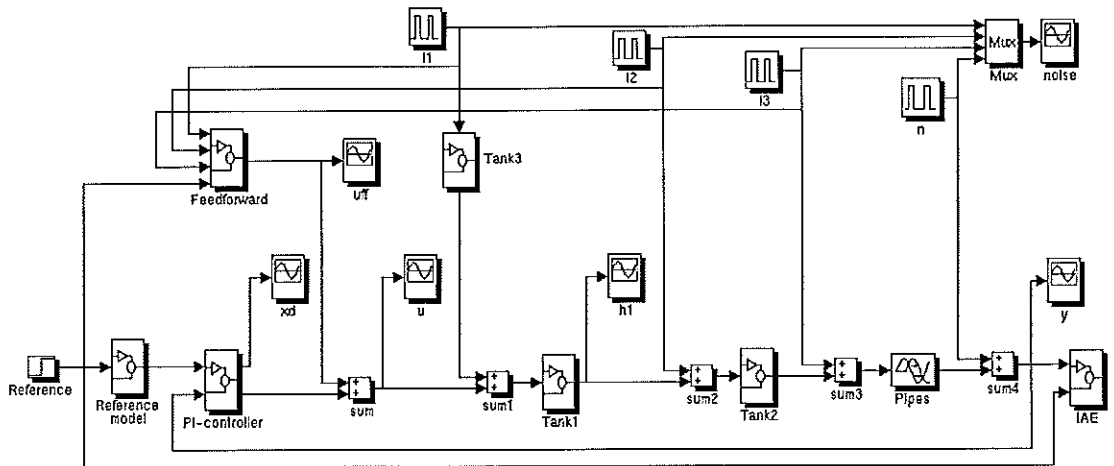 l1
l2
l3
Mux
Mux
noise
n
Tank3
Feedforward
uff
xd
u
h1
y
Reference
Reference
model
PI-controller
+
+
sum
+
+
sum1
Tank1
+
+
sum2
Tank2
+
+
sum3
Pipes
+
+
sum4
IAE